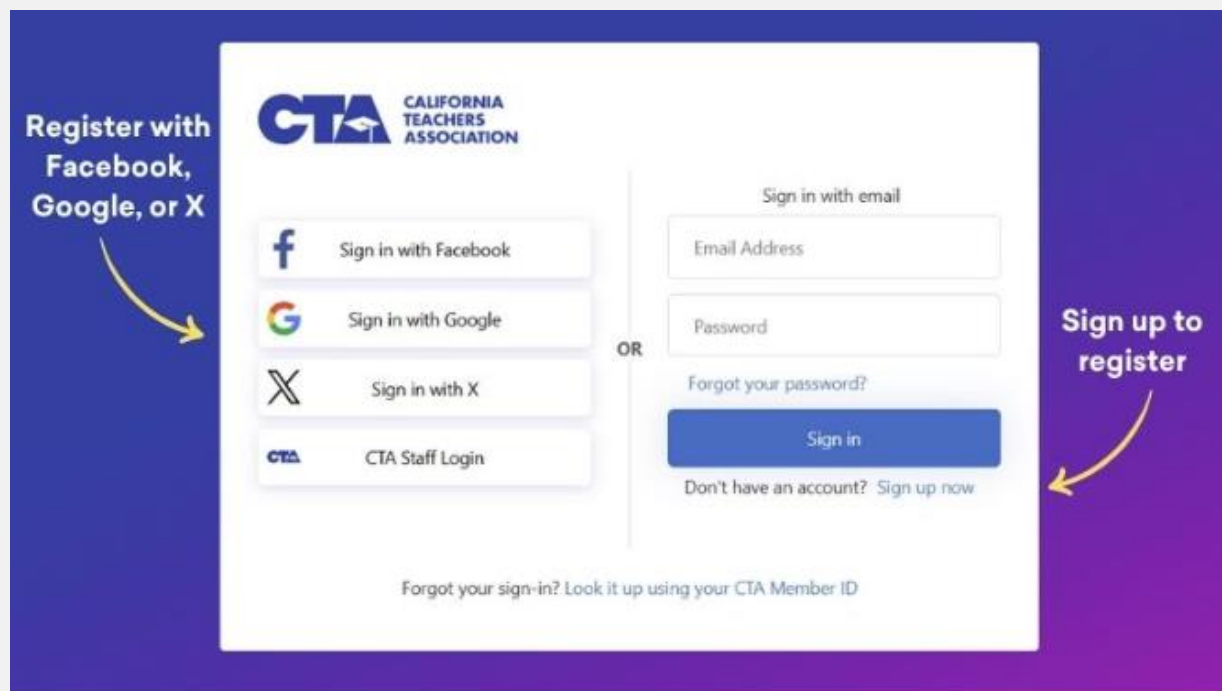 Register with
Facebook,
Google, or X
CTA CALIFORNIA
TEACHERS
ASSOCIATION
Sign in with Facebook
Sign in with Google
Sign in with X
CTA CTA Staff Login
OR
Sign in with email
Email Address
Password
Forgot your password?
Sign in
Don't have an account? Sign up now
Forgot your sign-in? Look it up using your CTA Member ID
Sign up to
register